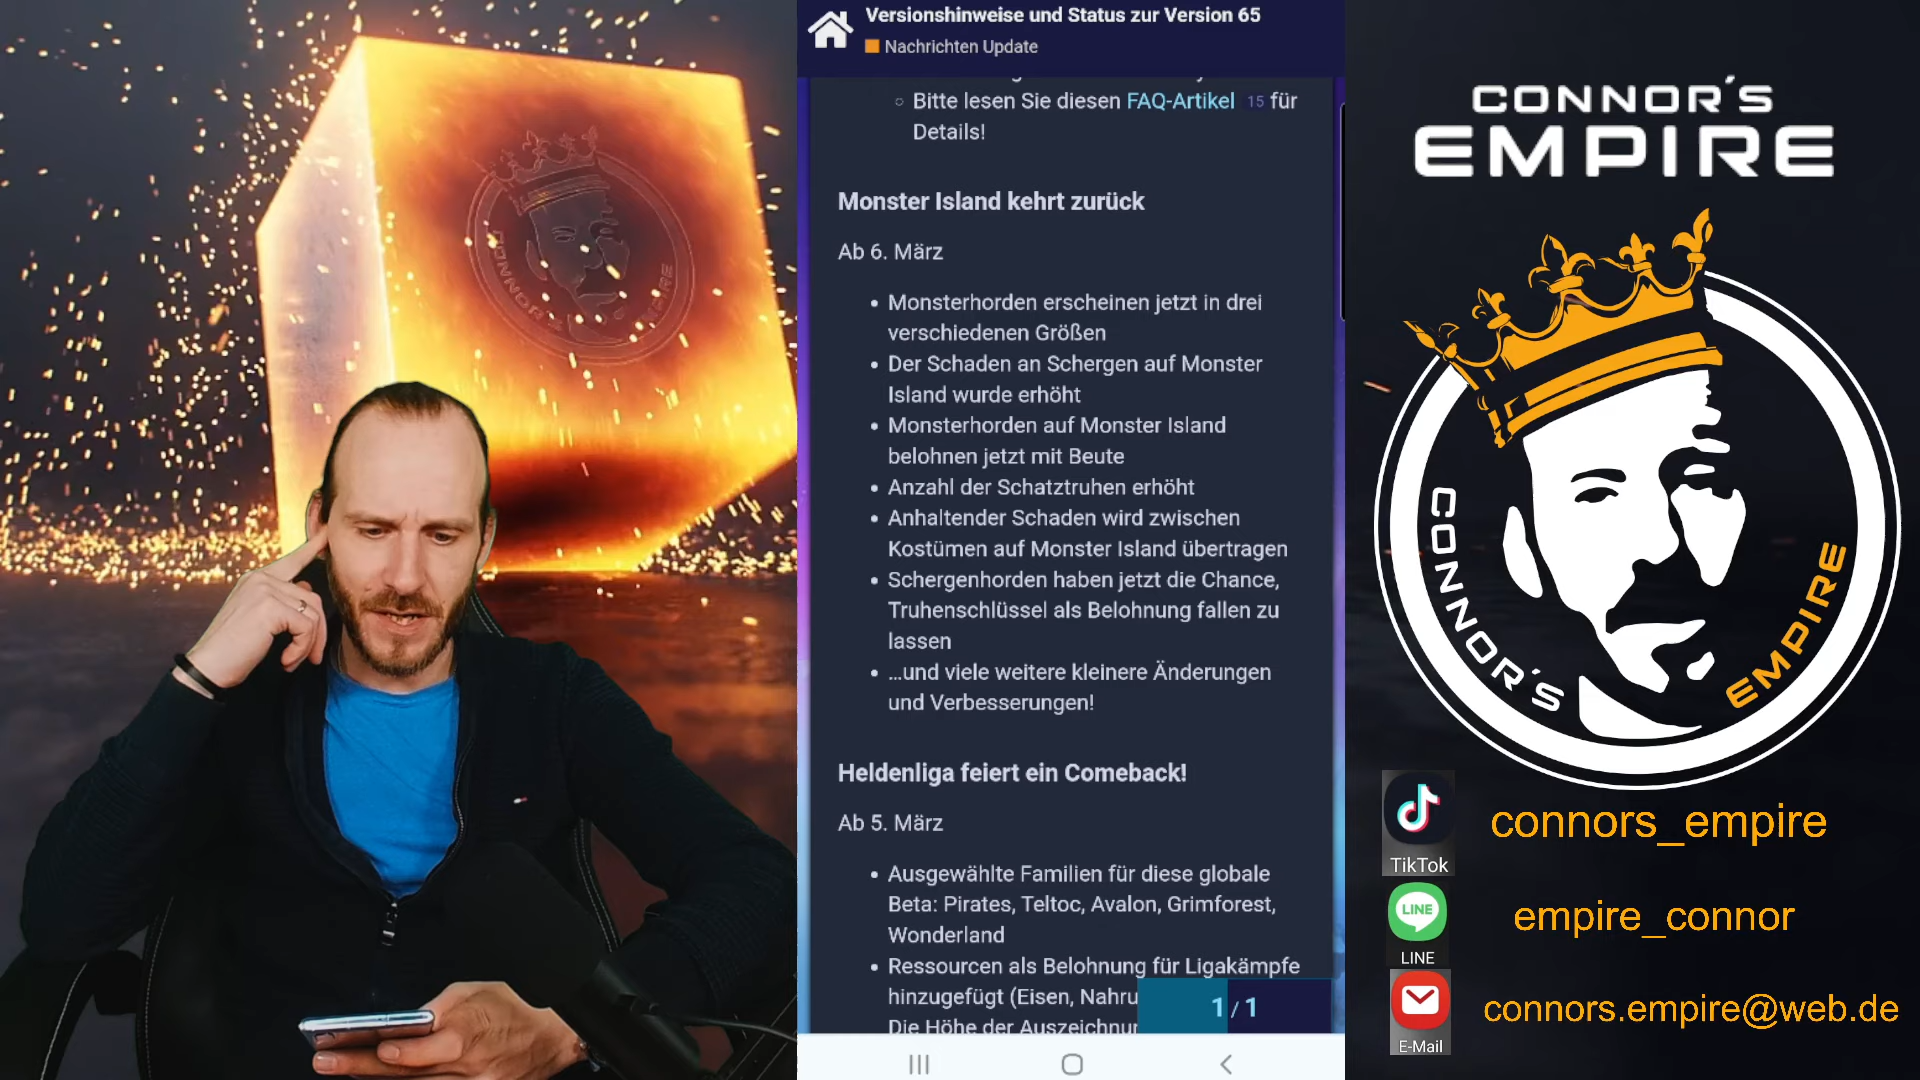 Versionshinweise und Status zur Version 65
Nachrichten Update
Bitte lesen Sie diesen FAQ-Artikel 15 für
Details!
Monster Island kehrt zurück
Ab 6. März
Monsterhorden erscheinen jetzt in drei
verschiedenen Größen
Der Schaden an Schergen auf Monster
Island wurde erhöht
Monsterhorden auf Monster Island
belohnen jetzt mit Beute
Anzahl der Schatztruhen erhöht
Anhaltender Schaden wird zwischen
Kostümen auf Monster Island übertragen
Schergenhorden haben jetzt die Chance,
Truhenschlüssel als Belohnung fallen zu
lassen
…und viele weitere kleinere Änderungen
und Verbesserungen!
Heldenliga feiert ein Comeback!
Ab 5. März
Ausgewählte Familien für diese globale
Beta: Pirates, Teltoc, Avalon, Grimforest,
Wonderland
Ressourcen als Belohnung für Ligakämpfe
hinzugefügt (Eisen, Nahru
Die Höhe der Auszeichnu
1/1
CONNOR'S
EMPIRE
CONNOR'S EMPIRE
TikTok
connors_empire
LINE
LINE
empire_connor
E-Mail
connors.empire@web.de
CONNOR'S EMPIRE